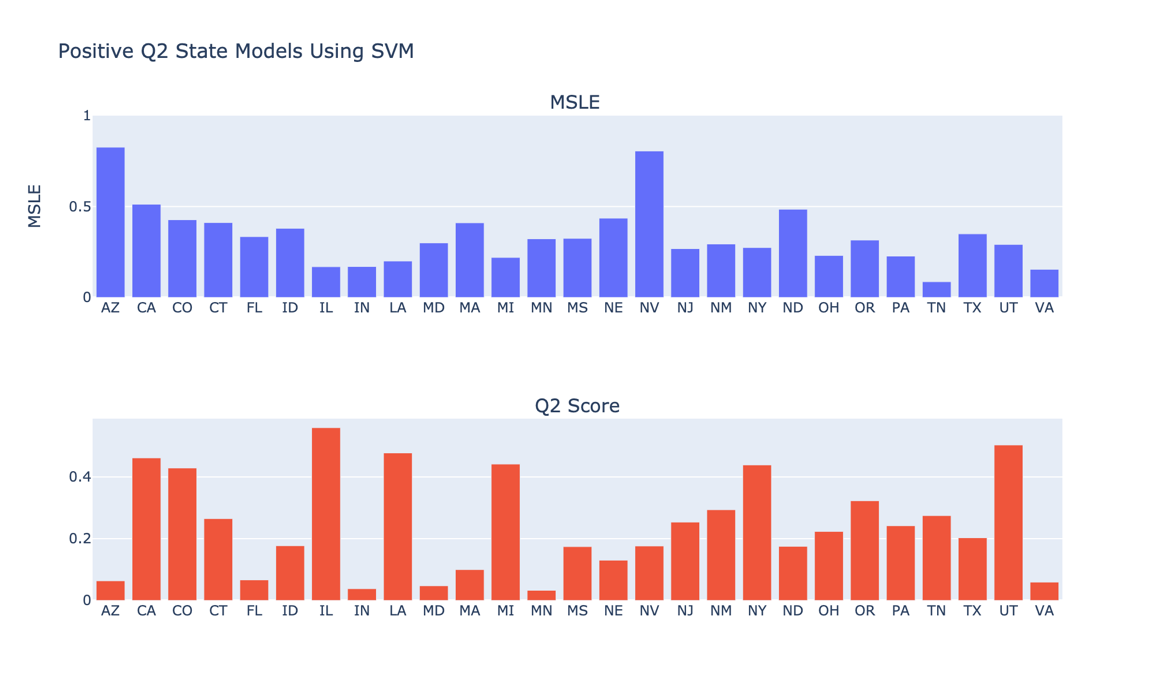 Positive Q2 State Models Using SVM
MSLE
MSLE
1
0.5
0
AZ CA CO CT FL ID IL IN LA MD MA MI MN MS NE NV NJ NM NY ND OH OR PA TN TX UT VA
Q2 Score
0.4
0.2
0
AZ CA CO CT FL ID IL IN LA MD MA MI MN MS NE NV NJ NM NY ND OH OR PA TN TX UT VA